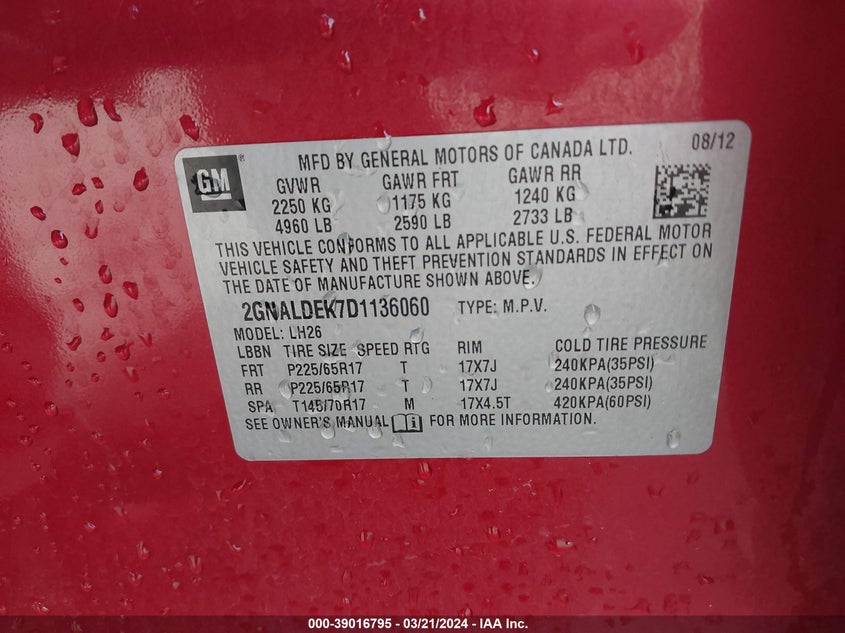 GM ® MFD BY GENERAL MOTORS OF CANADA LTD. 08/12
GVWR GAWR FRT GAWR RR
2250 KG 1175 KG 1240 KG
4960 LB 2590 LB 2733 LB
THIS VEHICLE CONFORMS TO ALL APPLICABLE U.S. FEDERAL MOTOR
VEHICLE SAFETY AND THEFT PREVENTION STANDARDS IN EFFECT ON
THE DATE OF MANUFACTURE SHOWN ABOVE.
2GNALDEK7D1136060 TYPE: M.P.V.
MODEL: LH26
LBBN TIRE SIZE SPEED RTG RIM COLD TIRE PRESSURE
FRT P225/65R17 T 17X7J 240KPA(35PSI)
RR P225/65R17 T 17X7J 240KPA(35PSI)
SPA T145/70R17 M 17X4.5T 420KPA(60PSI)
SEE OWNER'S MANUAL FOR MORE INFORMATION.
000-39016795 - 03/21/2024 - IAA Inc.